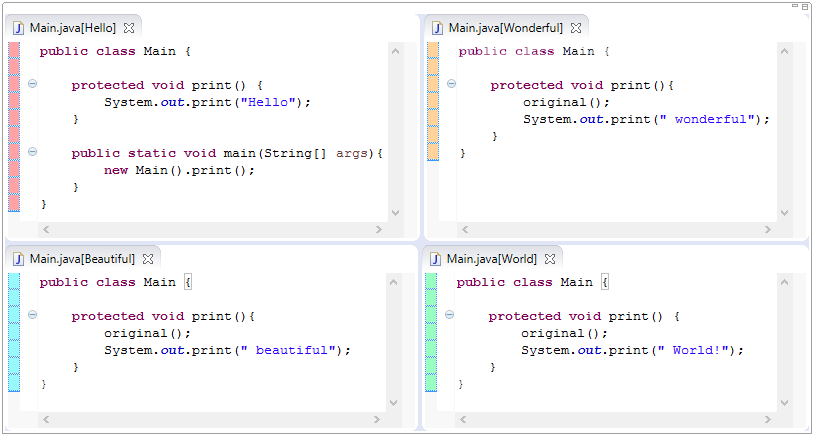 Main.java[Hello]
public class Main {
protected void print() {
System.out.print("Hello");
}
public static void main(String[] args){
new Main().print();
}
}
Main.java[Wonderful]
public class Main {
protected void print(){
original();
System.out.print(" wonderful");
}
}
Main.java[Beautiful]
public class Main {
protected void print(){
original();
System.out.print(" beautiful");
}
}
Main.java[World]
public class Main {
protected void print() {
original();
System.out.print(" World!");
}
}